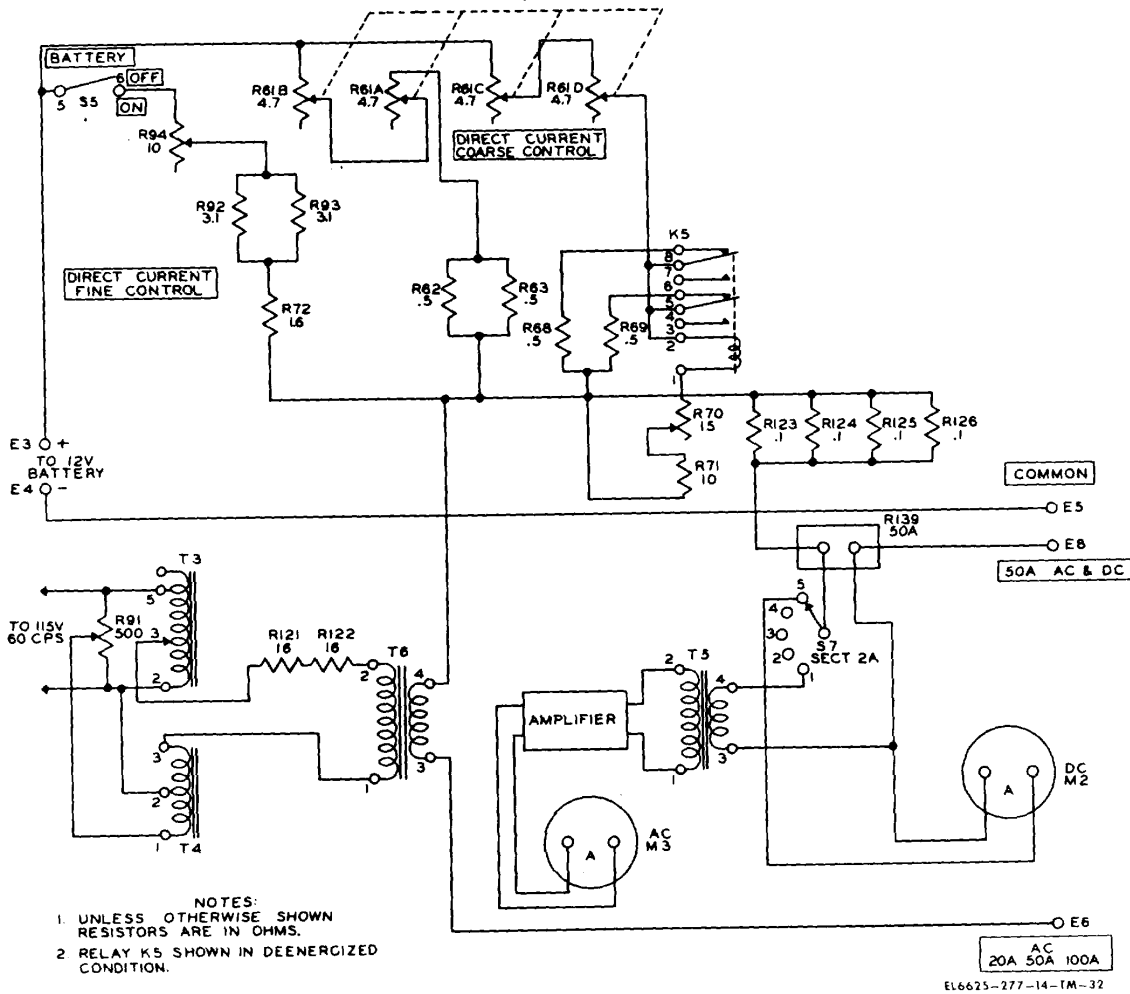 BATTERY
OFF
6
5
S5
ON
R94
10
R61B
4.7
R61A
4.7
R61C
4.7
R61D
4.7
DIRECT CURRENT
COARSE CONTROL
R92
3.1
R93
3.1
DIRECT CURRENT
FINE CONTROL
R72
1.6
R62
.5
R63
.5
R68
.5
R69
.5
K5
8
7
6
5
4
3
2
1
R70
15
R71
10
R123
.1
R124
.1
R125
.1
R126
.1
E3 +
TO 12V
BATTERY
E4 -
COMMON
E5
R139
50A
E8
50A AC & DC
T3
5
3
2
TO 115V
60 CPS
R91
500
R121
16
R122
16
T6
2
4
1
3
3
2
1
T4
AMPLIFIER
T5
2
4
1
3
5
4
3
2
1
S7
SECT 2A
A
AC
M3
A
DC
M2
E6
AC
20A 50A 100A
NOTES:
1. UNLESS OTHERWISE SHOWN
RESISTORS ARE IN OHMS.
2. RELAY K5 SHOWN IN DEENERGIZED
CONDITION.
EL6625-277-14-TM-32